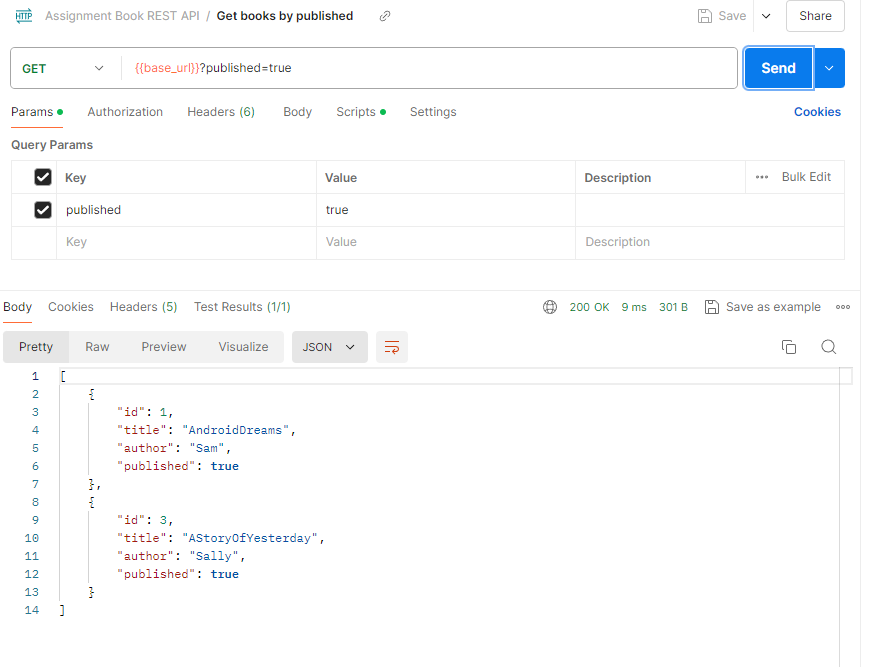 HTTP Assignment Book REST API / Get books by published Save Share
GET {{base_url}}?published=true Send
Params Authorization Headers (6) Body Scripts Settings Cookies
Query Params
Key Value Description Bulk Edit
published true
Key Value Description
Body Cookies Headers (5) Test Results (1/1) 200 OK 9 ms 301 B Save as example
Pretty Raw Preview Visualize JSON
1 [
2 {
3 "id": 1,
4 "title": "AndroidDreams",
5 "author": "Sam",
6 "published": true
7 },
8 {
9 "id": 3,
10 "title": "AStoryOfYesterday",
11 "author": "Sally",
12 "published": true
13 }
14 ]